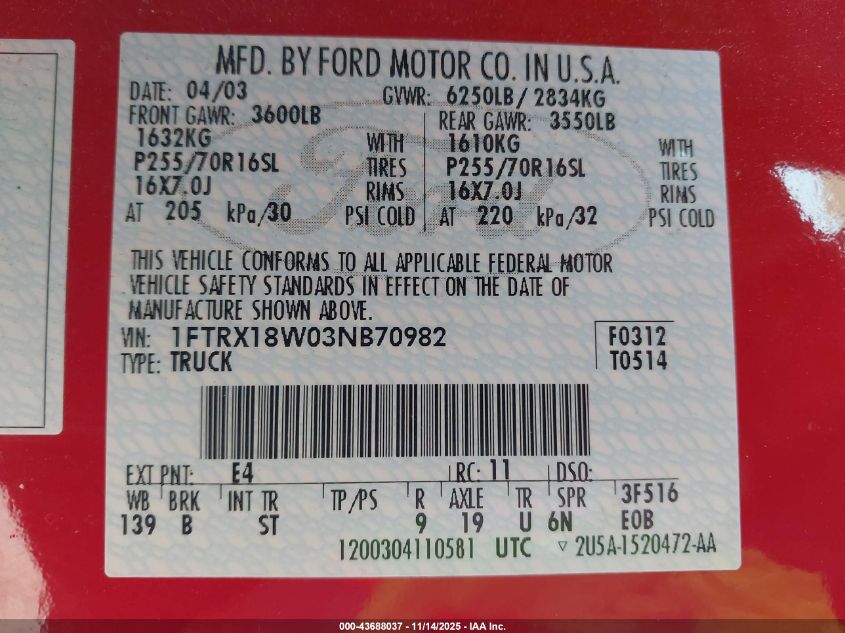 MFD. BY FORD MOTOR CO. IN U.S.A.
DATE: 04/03 GVWR: 6250LB/ 2834KG
FRONT GAWR: 3600LB REAR GAWR: 3550LB
1632KG WITH 1610KG WITH
P255/70R16SL TIRES P255/70R16SL TIRES
16X7.0J RIMS 16X7.0J RIMS
AT 205 kPa/30 PSI COLD AT 220 kPa/32 PSI COLD
THIS VEHICLE CONFORMS TO ALL APPLICABLE FEDERAL MOTOR
VEHICLE SAFETY STANDARDS IN EFFECT ON THE DATE OF
MANUFACTURE SHOWN ABOVE.
VIN: 1FTRX18W03NB70982 F0312
TYPE: TRUCK T0514
EXT PNT: E4 RC: 11 DSO:
WB BRK INT TR TP/PS R AXLE TR SPR 3F516
139 B ST 9 19 U 6N EOB
1200304110581 UTC ▿ 2U5A-1520472-AA
Ford
000-43688037 - 11/14/2025 - IAA Inc.